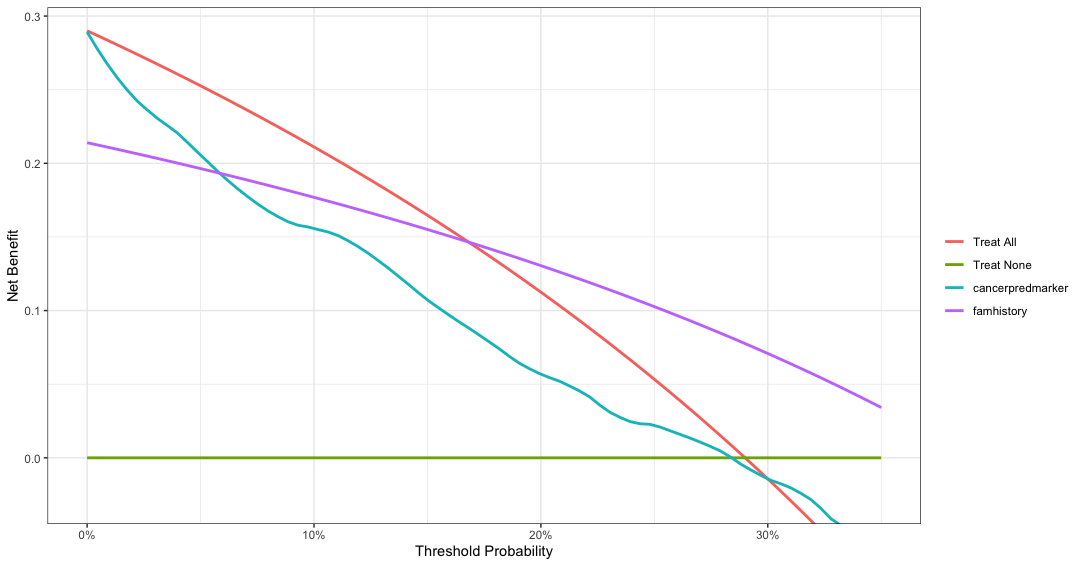 0.3
0.2
0.1
0.0
Net Benefit
0%
10%
20%
30%
Threshold Probability
Treat All
Treat None
cancerpredmarker
famhistory